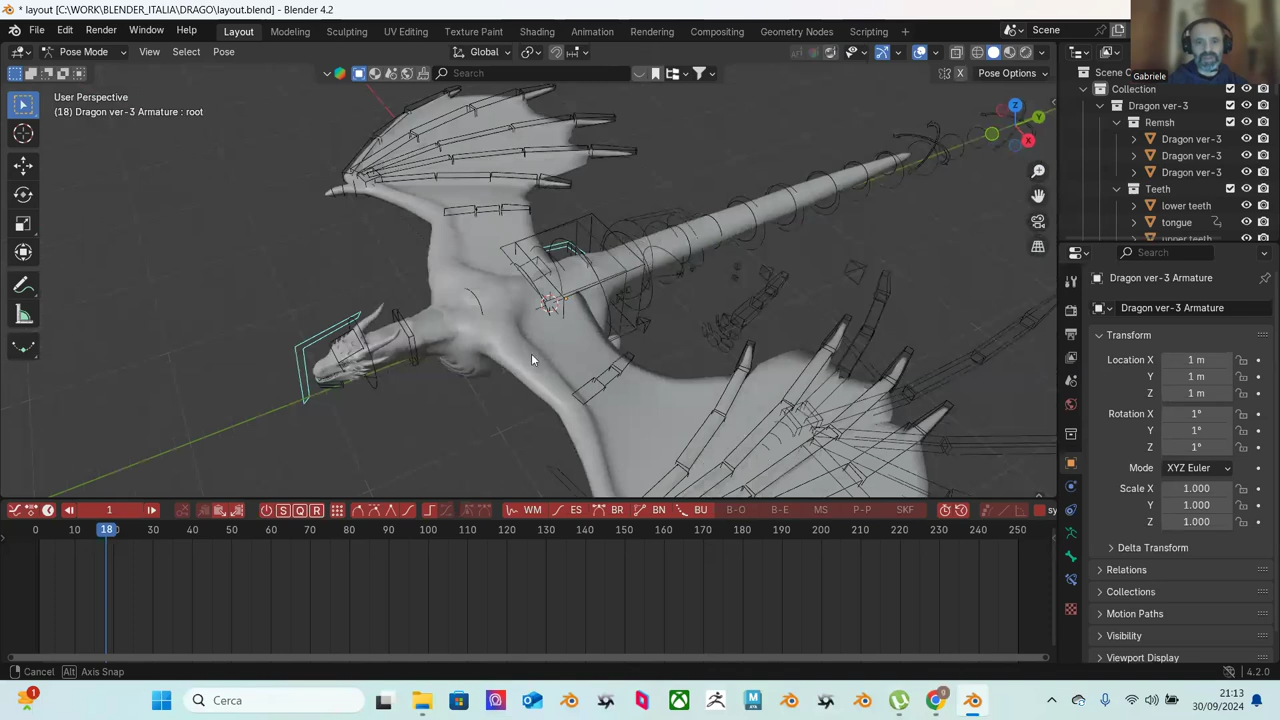 * layout [C:\WORK\BLENDER_ITALIA\DRAGO\layout.blend] - Blender 4.2
File Edit Render Window Help Layout Modeling Sculpting UV Editing Texture Paint Shading Animation Rendering Compositing Geometry Nodes Scripting + Scene
Pose Mode View Select Pose Global
Search X Pose Options
Scene Co
Gabriele
User Perspective
(18) Dragon ver-3 Armature : root
Z
Y
X
Collection
Dragon ver-3
Remsh
Dragon ver-3
Dragon ver-3
Dragon ver-3
Teeth
lower teeth
tongue
upper teeth
Search
Dragon ver-3 Armature
Dragon ver-3 Armature
Transform
Location X 1 m
Y 1 m
Z 1 m
Rotation X 1°
Y 1°
Z 1°
Mode XYZ Euler
Scale X 1.000
Y 1.000
Z 1.000
Delta Transform
Relations
Collections
Motion Paths
Visibility
Viewport Display
1 S Q R WM ES BR BN BU B-O B-E MS P-P SKF sy
0 10 18 30 40 50 60 70 80 90 100 110 120 130 140 150 160 170 180 190 200 210 220 230 240 250
Cancel Alt Axis Snap 4.2.0
1 Cerca 21:13
30/09/2024